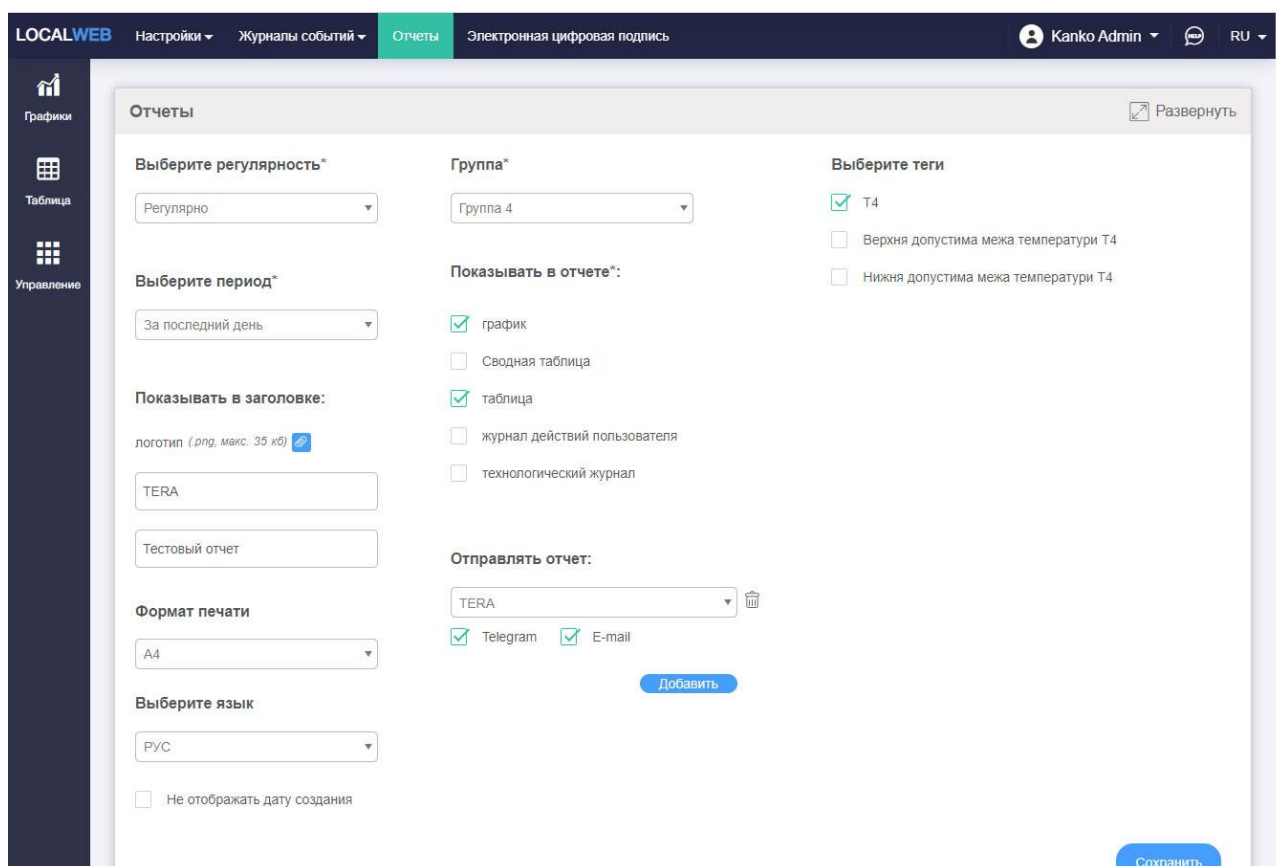 LOCALWEB
Настройки
Журналы событий
Отчеты
Электронная цифровая подпись
Kanko Admin
HELP
RU
Графики
Таблица
Управление
Отчеты
Развернуть
Выберите регулярность*
Регулярно
Выберите период*
За последний день
Показывать в заголовке:
логотип (.png, макс. 35 кб)
TERA
Тестовый отчет
Формат печати
A4
Выберите язык
РУС
Не отображать дату создания
Группа*
Группа 4
Показывать в отчете*:
график
Сводная таблица
таблица
журнал действий пользователя
технологический журнал
Отправлять отчет:
TERA
Telegram
E-mail
Добавить
Выберите теги
T4
Верхня допустима межа температури T4
Нижня допустима межа температури T4
Сохранить